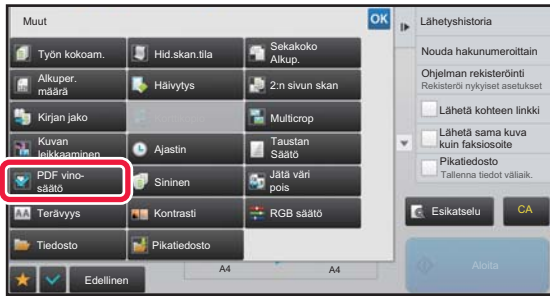 Muut
OK
Työn kokoam.
Hid.skan.tila
Sekakoko
Alkup.
Alkuper.
määrä
Häivytys
2:n sivun skan
Kirjan jako
Multicrop
Kuvan
leikkaaminen
Ajastin
Taustan
Säätö
PDF vino-
säätö
Sininen
Jätä väri
pois
Terävyys
Kontrasti
RGB säätö
Tiedosto
Pikatiedosto
Edellinen
A4
A4
Lähetyshistoria
Nouda hakunumeroittain
Ohjelman rekisteröinti
Rekisteröi nykyiset asetukset
Lähetä kohteen linkki
Lähetä sama kuva
kuin faksiosoite
Pikatiedosto
Tallenna tiedot väliaik.
Esikatselu
CA
Aloita